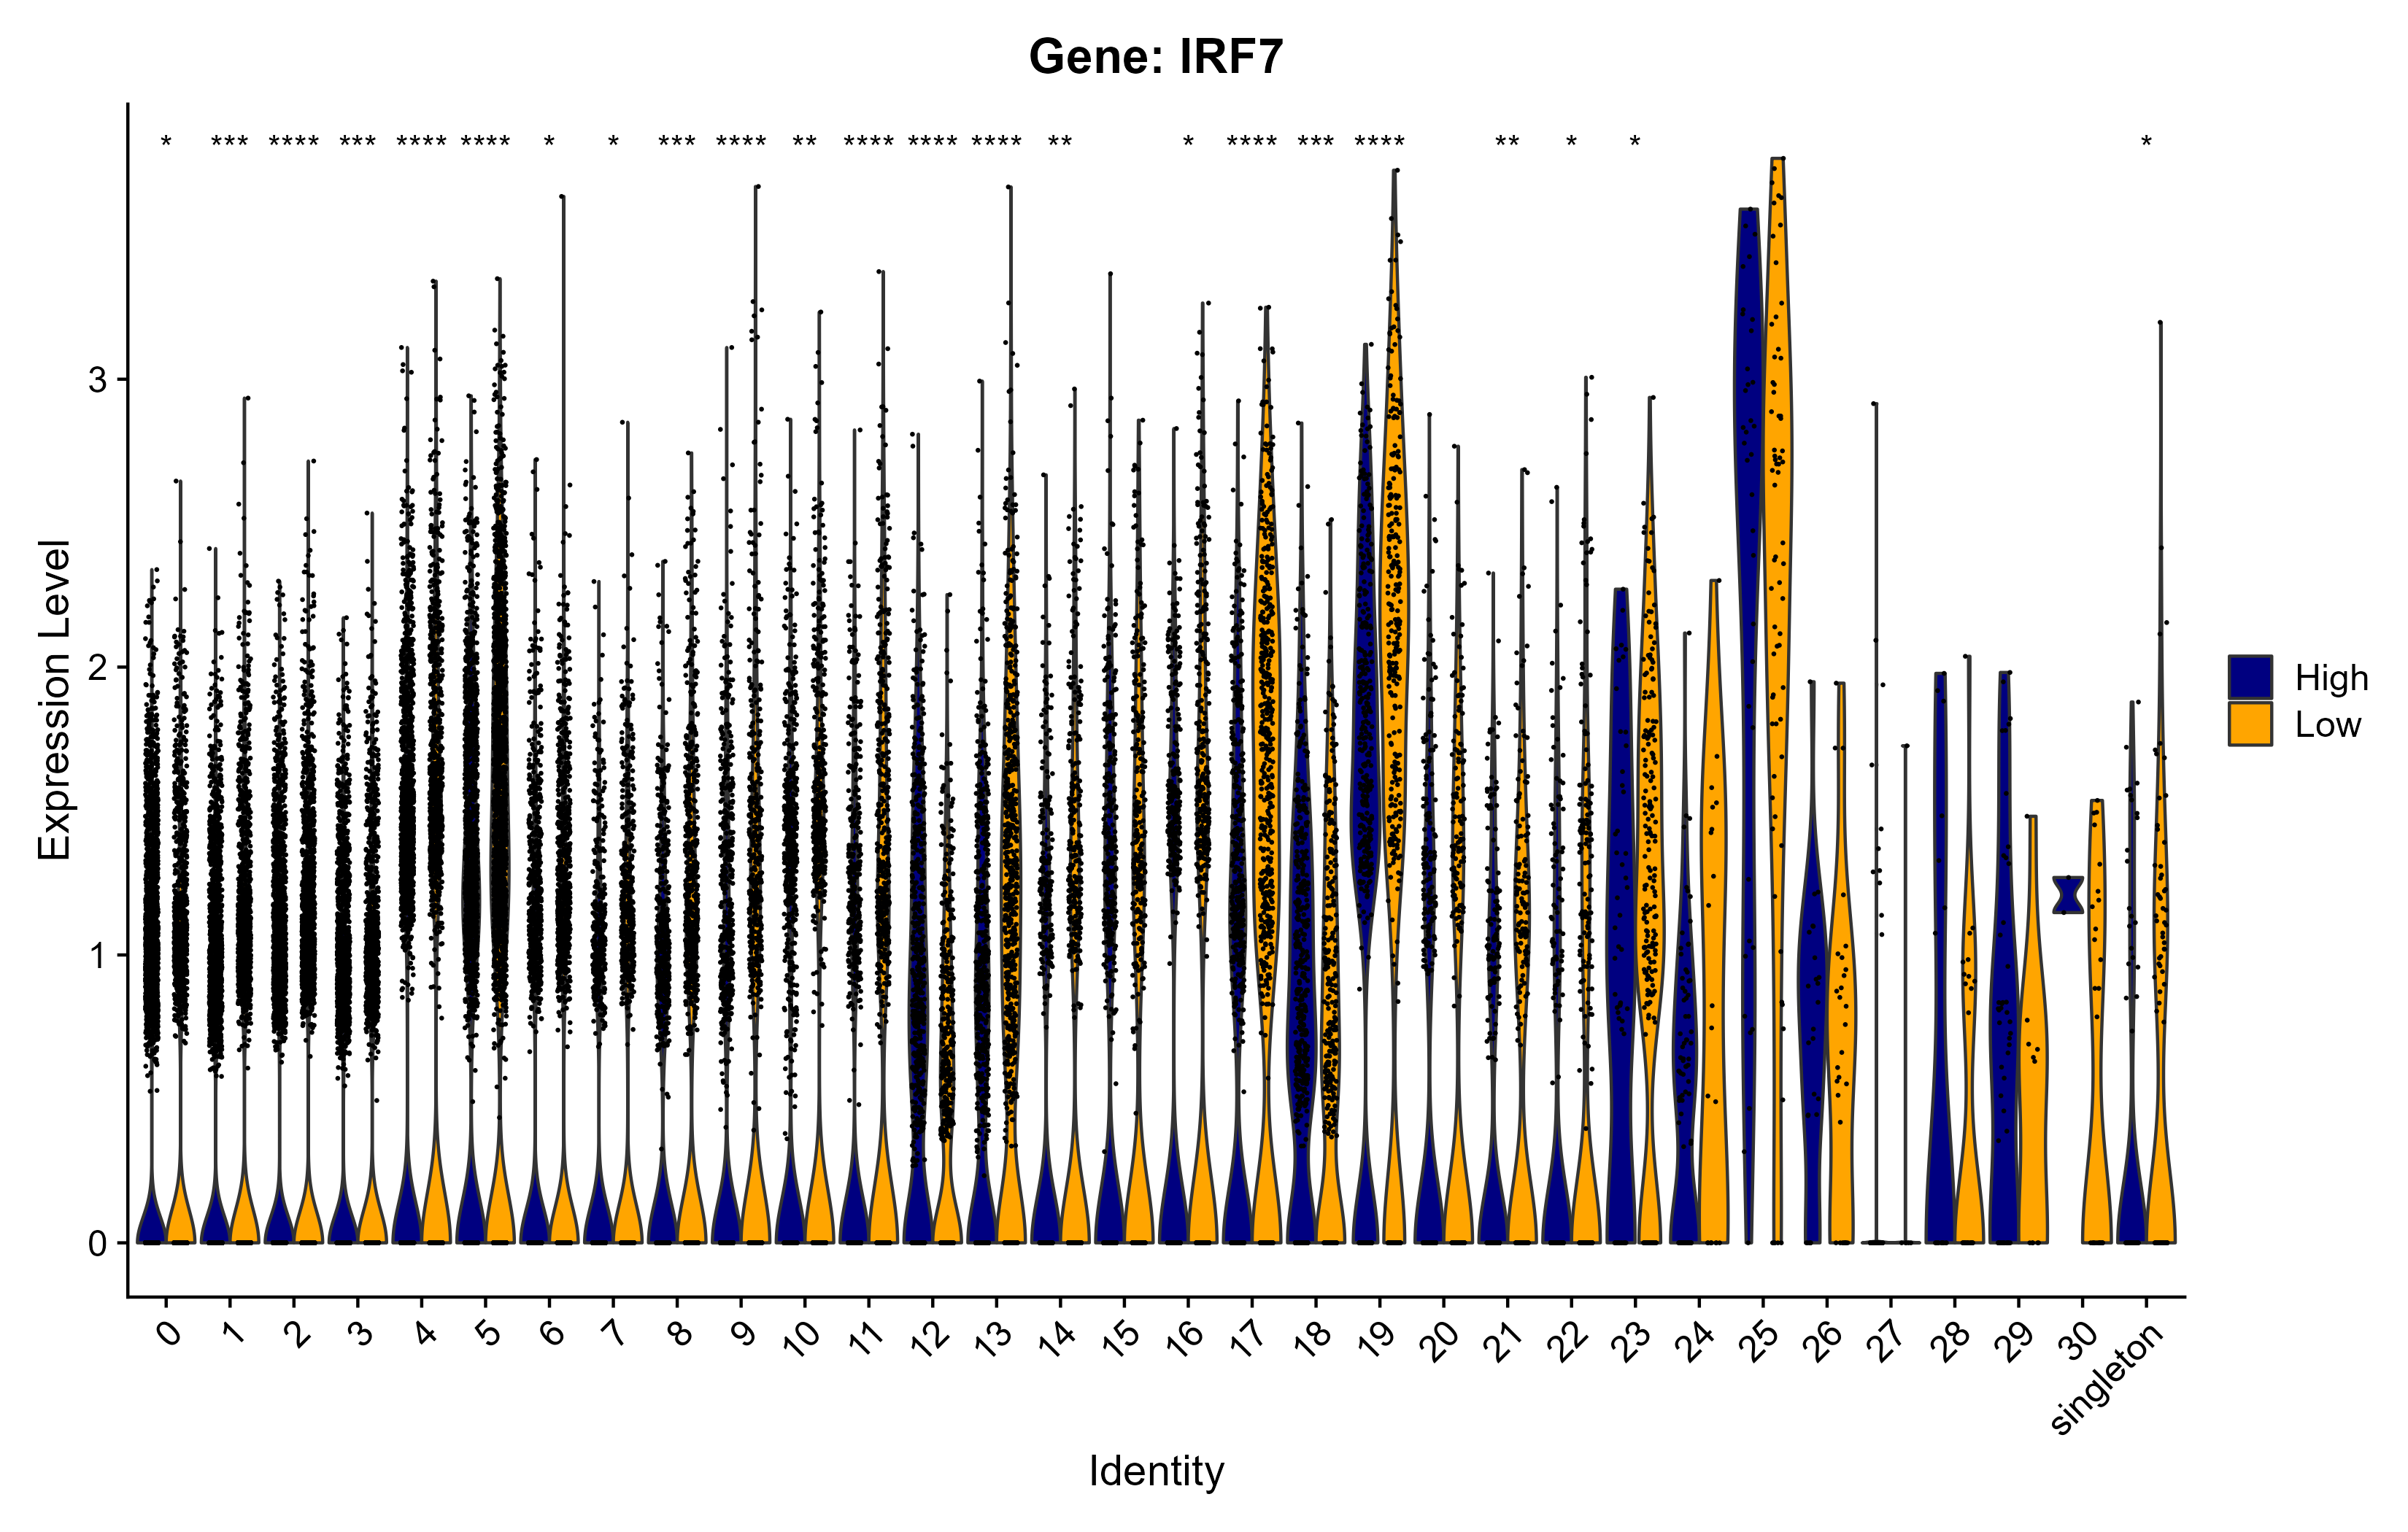 Gene: IRF7
* *** **** *** **** **** * * *** **** ** **** **** **** ** * **** *** **** ** * * *
Expression Level
3
2
1
0
High
Low
0 1 2 3 4 5 6 7 8 9 10 11 12 13 14 15 16 17 18 19 20 21 22 23 24 25 26 27 28 29 30 singleton
Identity